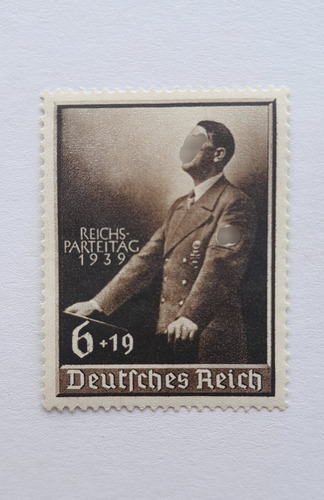 REICHS-
PARTEITAG
1939
6+19
Deutſches Reich